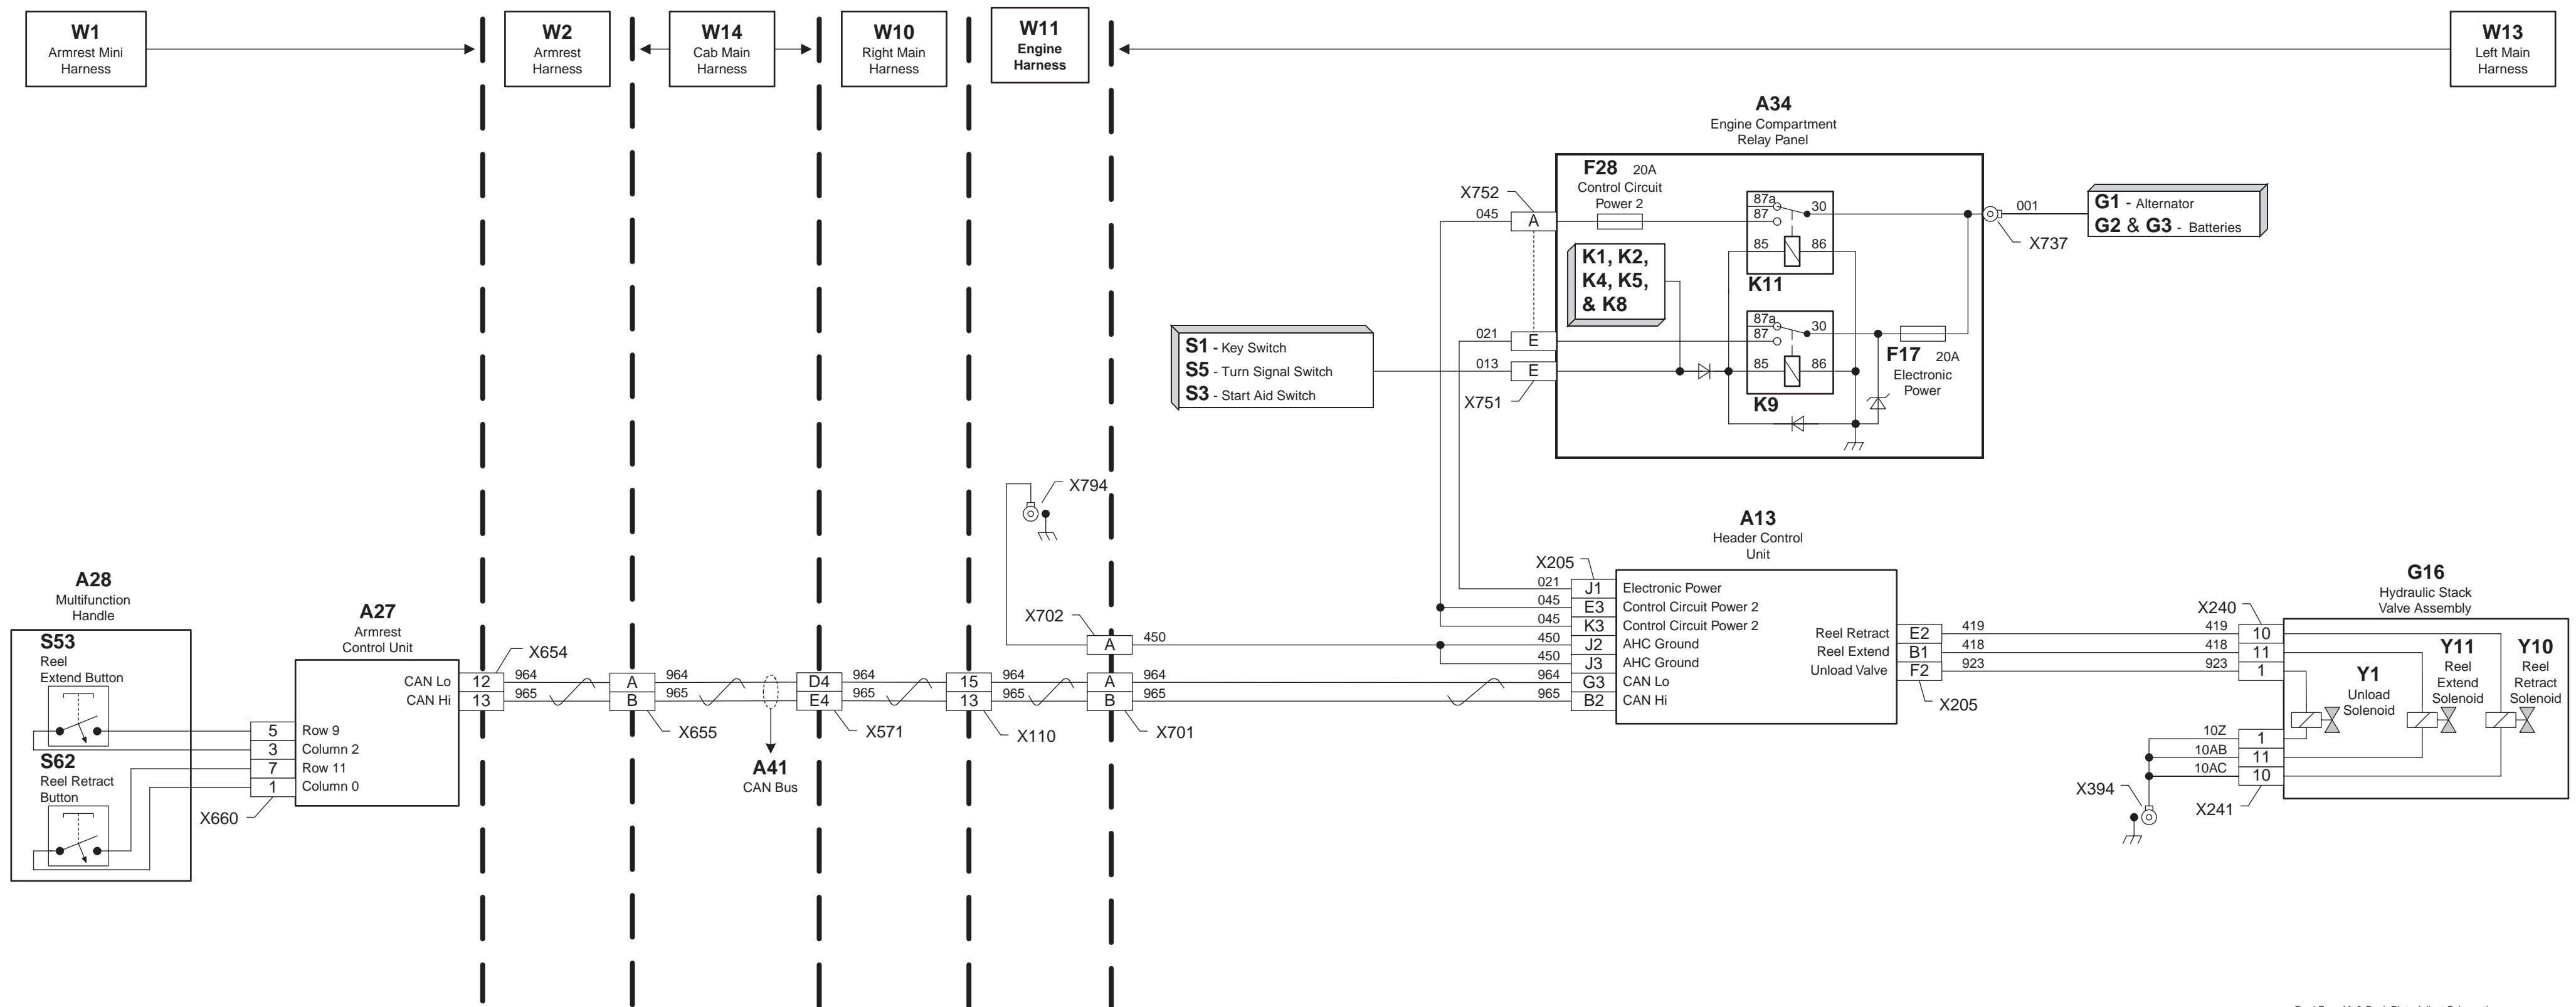 W1
Armrest Mini
Harness
W2
Armrest
Harness
W14
Cab Main
Harness
W10
Right Main
Harness
W11
Engine
Harness
W13
Left Main
Harness
A34
Engine Compartment
Relay Panel
F28 20A
Control Circuit
Power 2
X752
045
A
87a
87
30
85
86
K11
001
X737
G1 - Alternator
G2 & G3 - Batteries
K1, K2,
K4, K5,
& K8
S1 - Key Switch
S5 - Turn Signal Switch
S3 - Start Aid Switch
021
E
013
E
X751
87a
87
30
85
86
K9
F17 20A
Electronic
Power
X794
A13
Header Control
Unit
X205
021 J1 Electronic Power
045 E3 Control Circuit Power 2
045 K3 Control Circuit Power 2
450 J2 AHC Ground
450 J3 AHC Ground
964 G3 CAN Lo
965 B2 CAN Hi
Reel Retract E2 419
Reel Extend B1 418
Unload Valve F2 923
X205
X702
A 450
A28
Multifunction
Handle
S53
Reel
Extend Button
S62
Reel Retract
Button
A27
Armrest
Control Unit
5 Row 9
3 Column 2
7 Row 11
1 Column 0
X660
X654
CAN Lo 12 964 A 964 D4 964 15 964 A 964
CAN Hi 13 965 B 965 E4 965 13 965 B 965
X655
X571
X110
X701
A41
CAN Bus
G16
Hydraulic Stack
Valve Assembly
X240
419 10
418 11
923 1
Y1
Unload
Solenoid
Y11
Reel
Extend
Solenoid
Y10
Reel
Retract
Solenoid
10Z 1
10AB 11
10AC 10
X394
X241